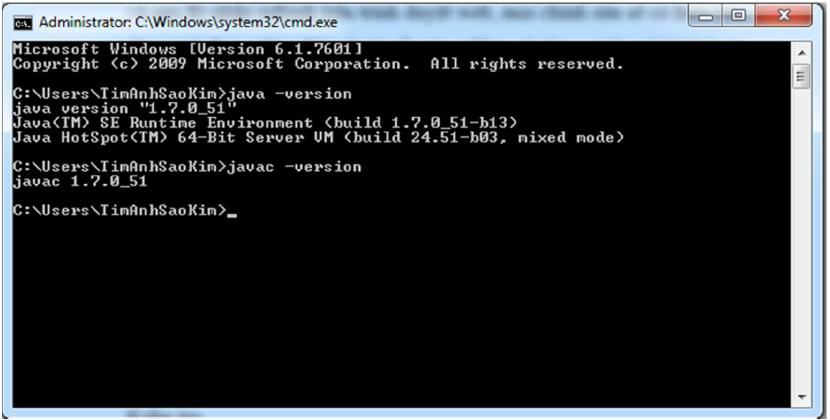 Administrator: C:\Windows\system32\cmd.exe
Microsoft Windows [Version 6.1.7601]
Copyright (c) 2009 Microsoft Corporation.  All rights reserved.
C:\Users\TimAnhSaoKim>java -version
java version "1.7.0_51"
Java(TM) SE Runtime Environment (build 1.7.0_51-b13)
Java HotSpot(TM) 64-Bit Server VM (build 24.51-b03, mixed mode)
C:\Users\TimAnhSaoKim>javac -version
javac 1.7.0_51
C:\Users\TimAnhSaoKim>_